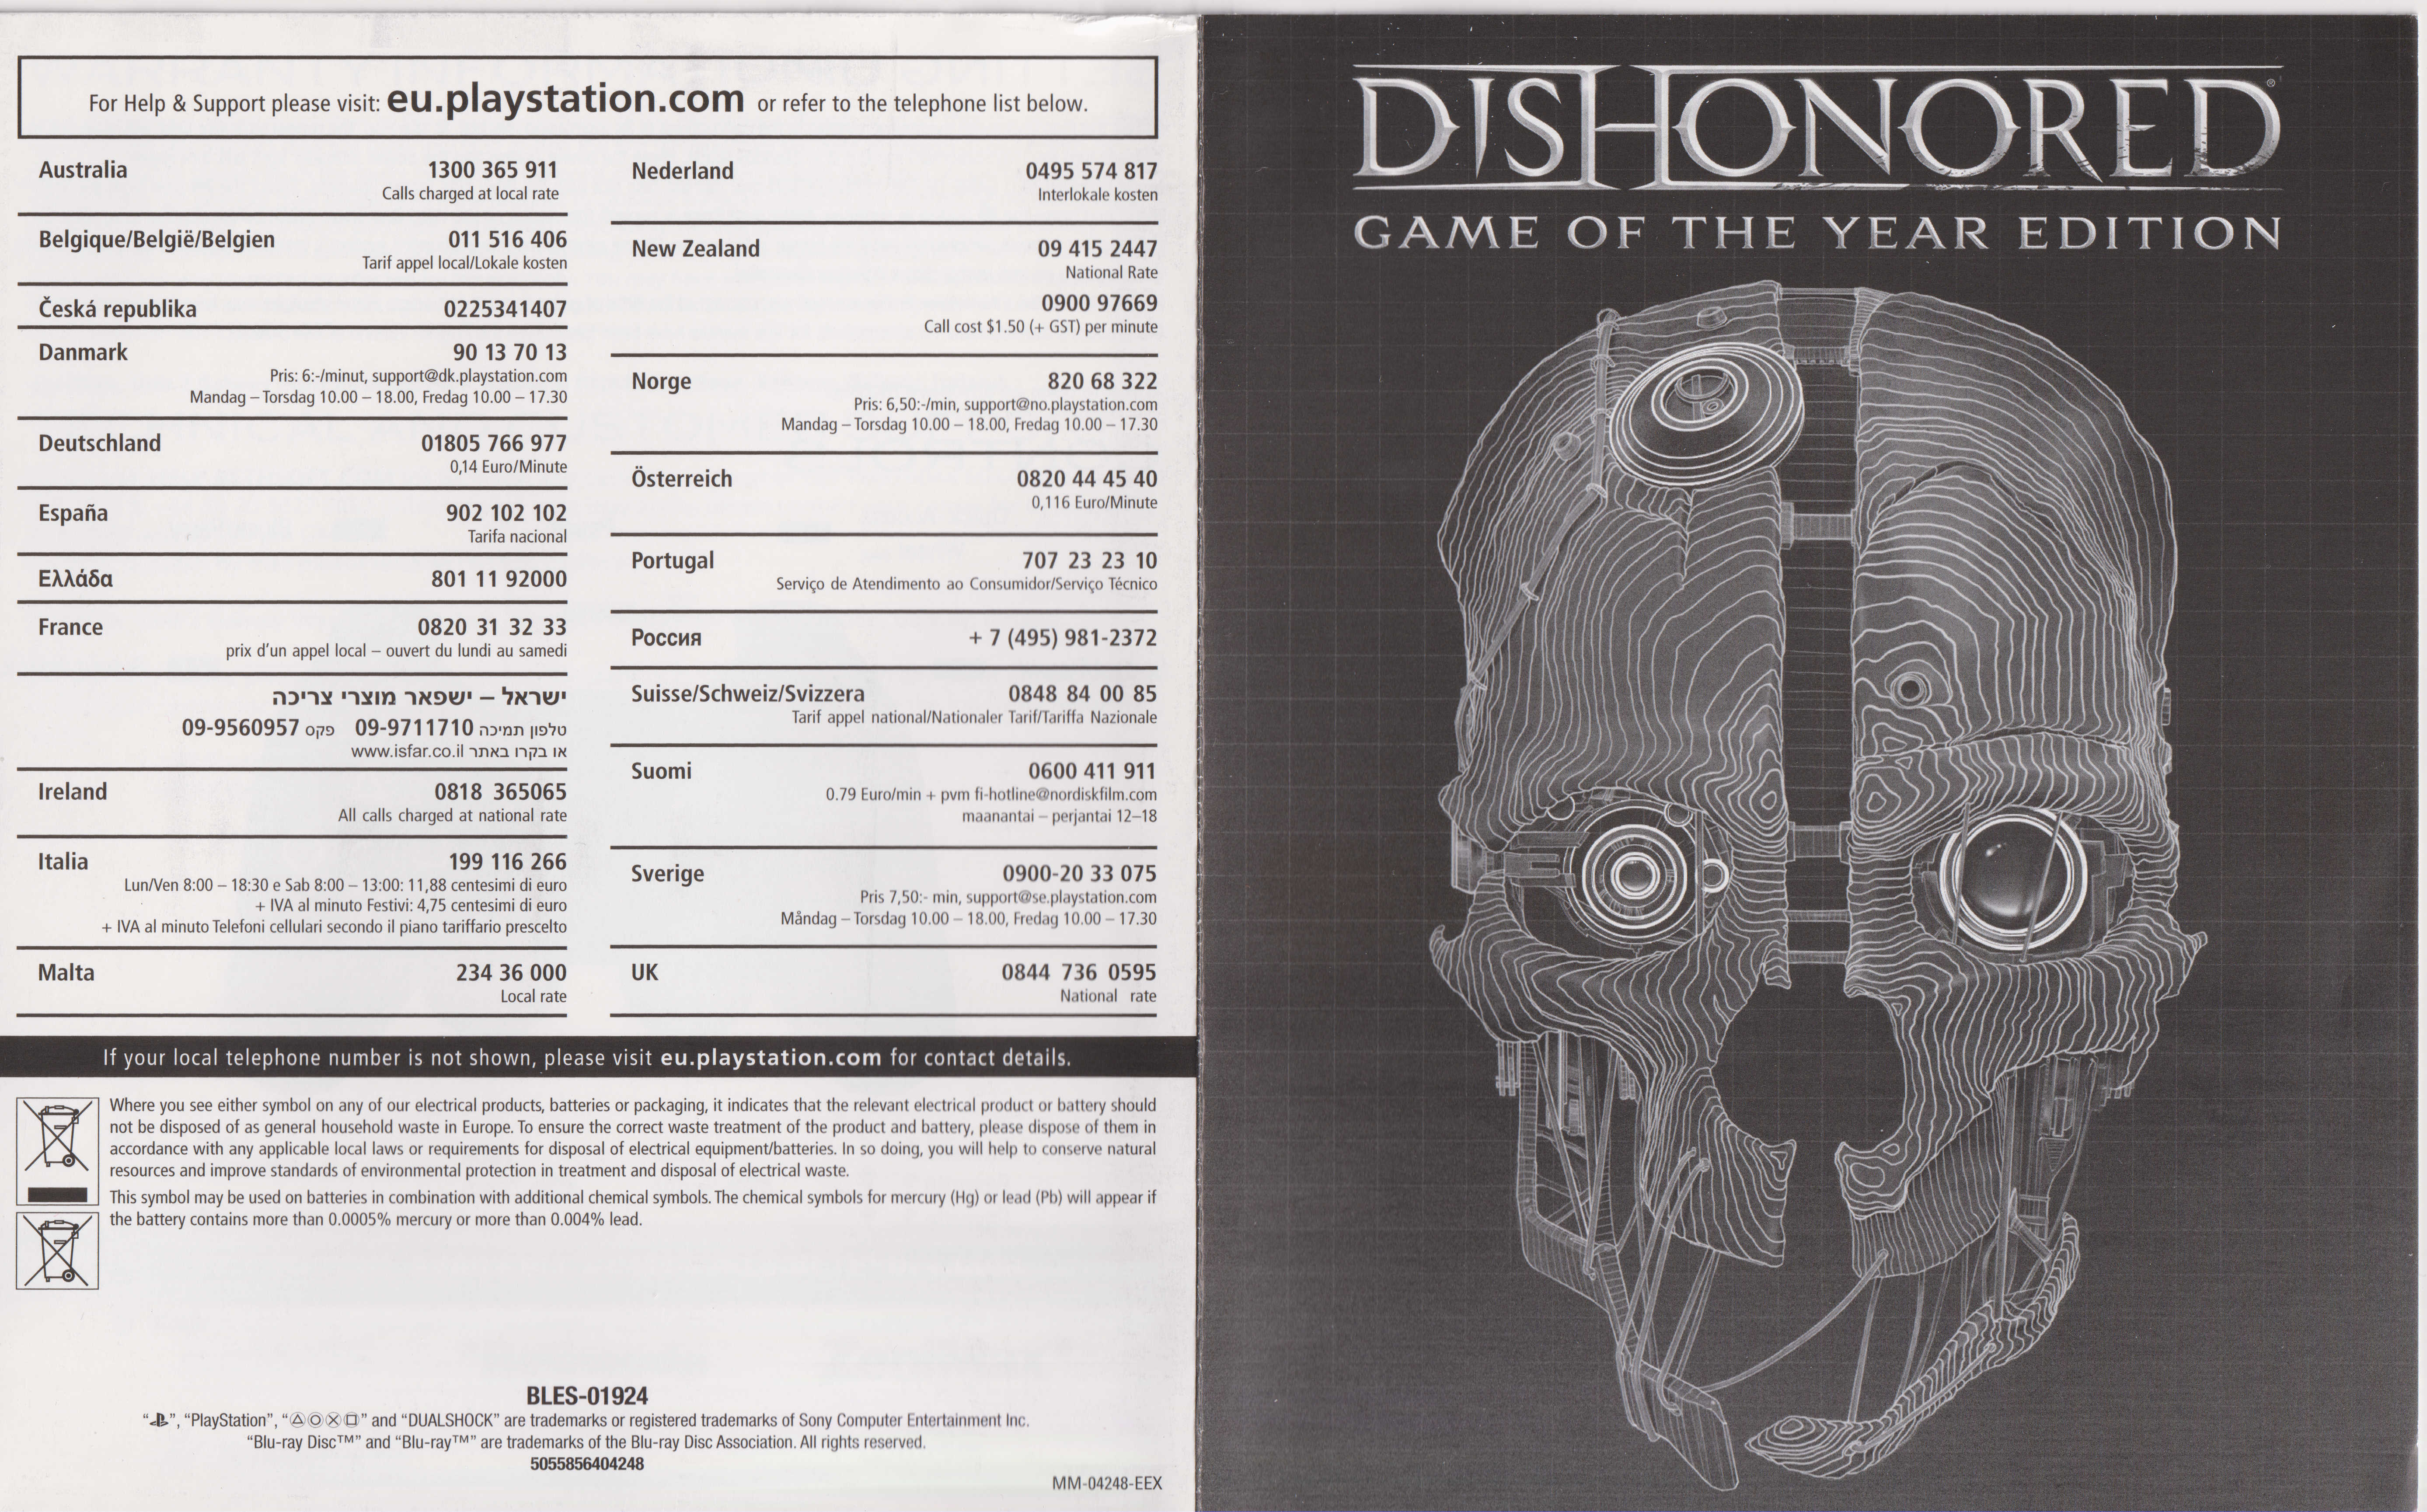 For Help & Support please visit: eu.playstation.com or refer to the telephone list below.
Australia 1300 365 911
Calls charged at local rate
Belgique/België/Belgien 011 516 406
Tarif appel local/Lokale kosten
Česká republika 0225341407
Danmark 90 13 70 13
Pris: 6:-/minut, support@dk.playstation.com
Mandag – Torsdag 10.00 – 18.00, Fredag 10.00 – 17.30
Deutschland 01805 766 977
0,14 Euro/Minute
España 902 102 102
Tarifa nacional
Ελλάδα 801 11 92000
France 0820 31 32 33
prix d'un appel local – ouvert du lundi au samedi
ישראל – ישפאר מוצרי צריכה
טלפון תמיכה 09-9711710 פקס 09-9560957
או בקרו באתר www.isfar.co.il
Ireland 0818 365065
All calls charged at national rate
Italia 199 116 266
Lun/Ven 8:00 – 18:30 e Sab 8:00 – 13:00: 11,88 centesimi di euro
+ IVA al minuto Festivi: 4,75 centesimi di euro
+ IVA al minuto Telefoni cellulari secondo il piano tariffario prescelto
Malta 234 36 000
Local rate
Nederland 0495 574 817
Interlokale kosten
New Zealand 09 415 2447
National Rate
0900 97669
Call cost $1.50 (+ GST) per minute
Norge 820 68 322
Pris: 6,50:-/min, support@no.playstation.com
Mandag – Torsdag 10.00 – 18.00, Fredag 10.00 – 17.30
Österreich 0820 44 45 40
0,116 Euro/Minute
Portugal 707 23 23 10
Serviço de Atendimento ao Consumidor/Serviço Técnico
Россия + 7 (495) 981-2372
Suisse/Schweiz/Svizzera 0848 84 00 85
Tarif appel national/Nationaler Tarif/Tariffa Nazionale
Suomi 0600 411 911
0.79 Euro/min + pvm fi-hotline@nordiskfilm.com
maanantai – perjantai 12–18
Sverige 0900-20 33 075
Pris 7,50:- min, support@se.playstation.com
Måndag – Torsdag 10.00 – 18.00, Fredag 10.00 – 17.30
UK 0844 736 0595
National rate
If your local telephone number is not shown, please visit eu.playstation.com for contact details.
Where you see either symbol on any of our electrical products, batteries or packaging, it indicates that the relevant electrical product or battery should
not be disposed of as general household waste in Europe. To ensure the correct waste treatment of the product and battery, please dispose of them in
accordance with any applicable local laws or requirements for disposal of electrical equipment/batteries. In so doing, you will help to conserve natural
resources and improve standards of environmental protection in treatment and disposal of electrical waste.
This symbol may be used on batteries in combination with additional chemical symbols. The chemical symbols for mercury (Hg) or lead (Pb) will appear if
the battery contains more than 0.0005% mercury or more than 0.004% lead.
BLES-01924
“”, “PlayStation”, “△○✕□” and “DUALSHOCK” are trademarks or registered trademarks of Sony Computer Entertainment Inc.
“Blu-ray Disc™” and “Blu-ray™” are trademarks of the Blu-ray Disc Association. All rights reserved.
5055856404248
MM-04248-EEX
DISHONORED®
GAME OF THE YEAR EDITION